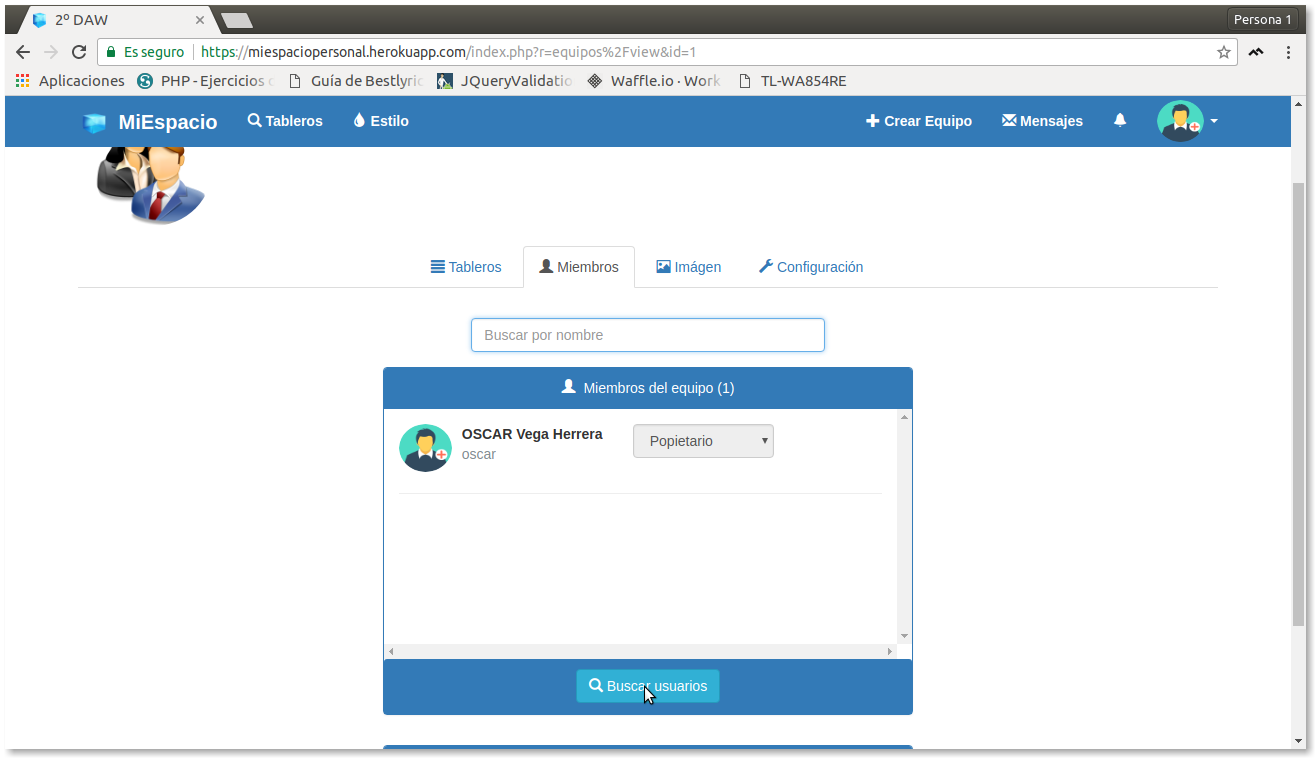 2º DAW
Persona 1
Es seguro https://miespaciopersonal.herokuapp.com/index.php?r=equipos%2Fview&id=1
Aplicaciones PHP - Ejercicios Guía de Bestlyric JQueryValidatio Waffle.io · Work TL-WA854RE
MiEspacio Tableros Estilo Crear Equipo Mensajes
Tableros Miembros Imágen Configuración
Buscar por nombre
Miembros del equipo (1)
OSCAR Vega Herrera Popietario
oscar
Buscar usuarios